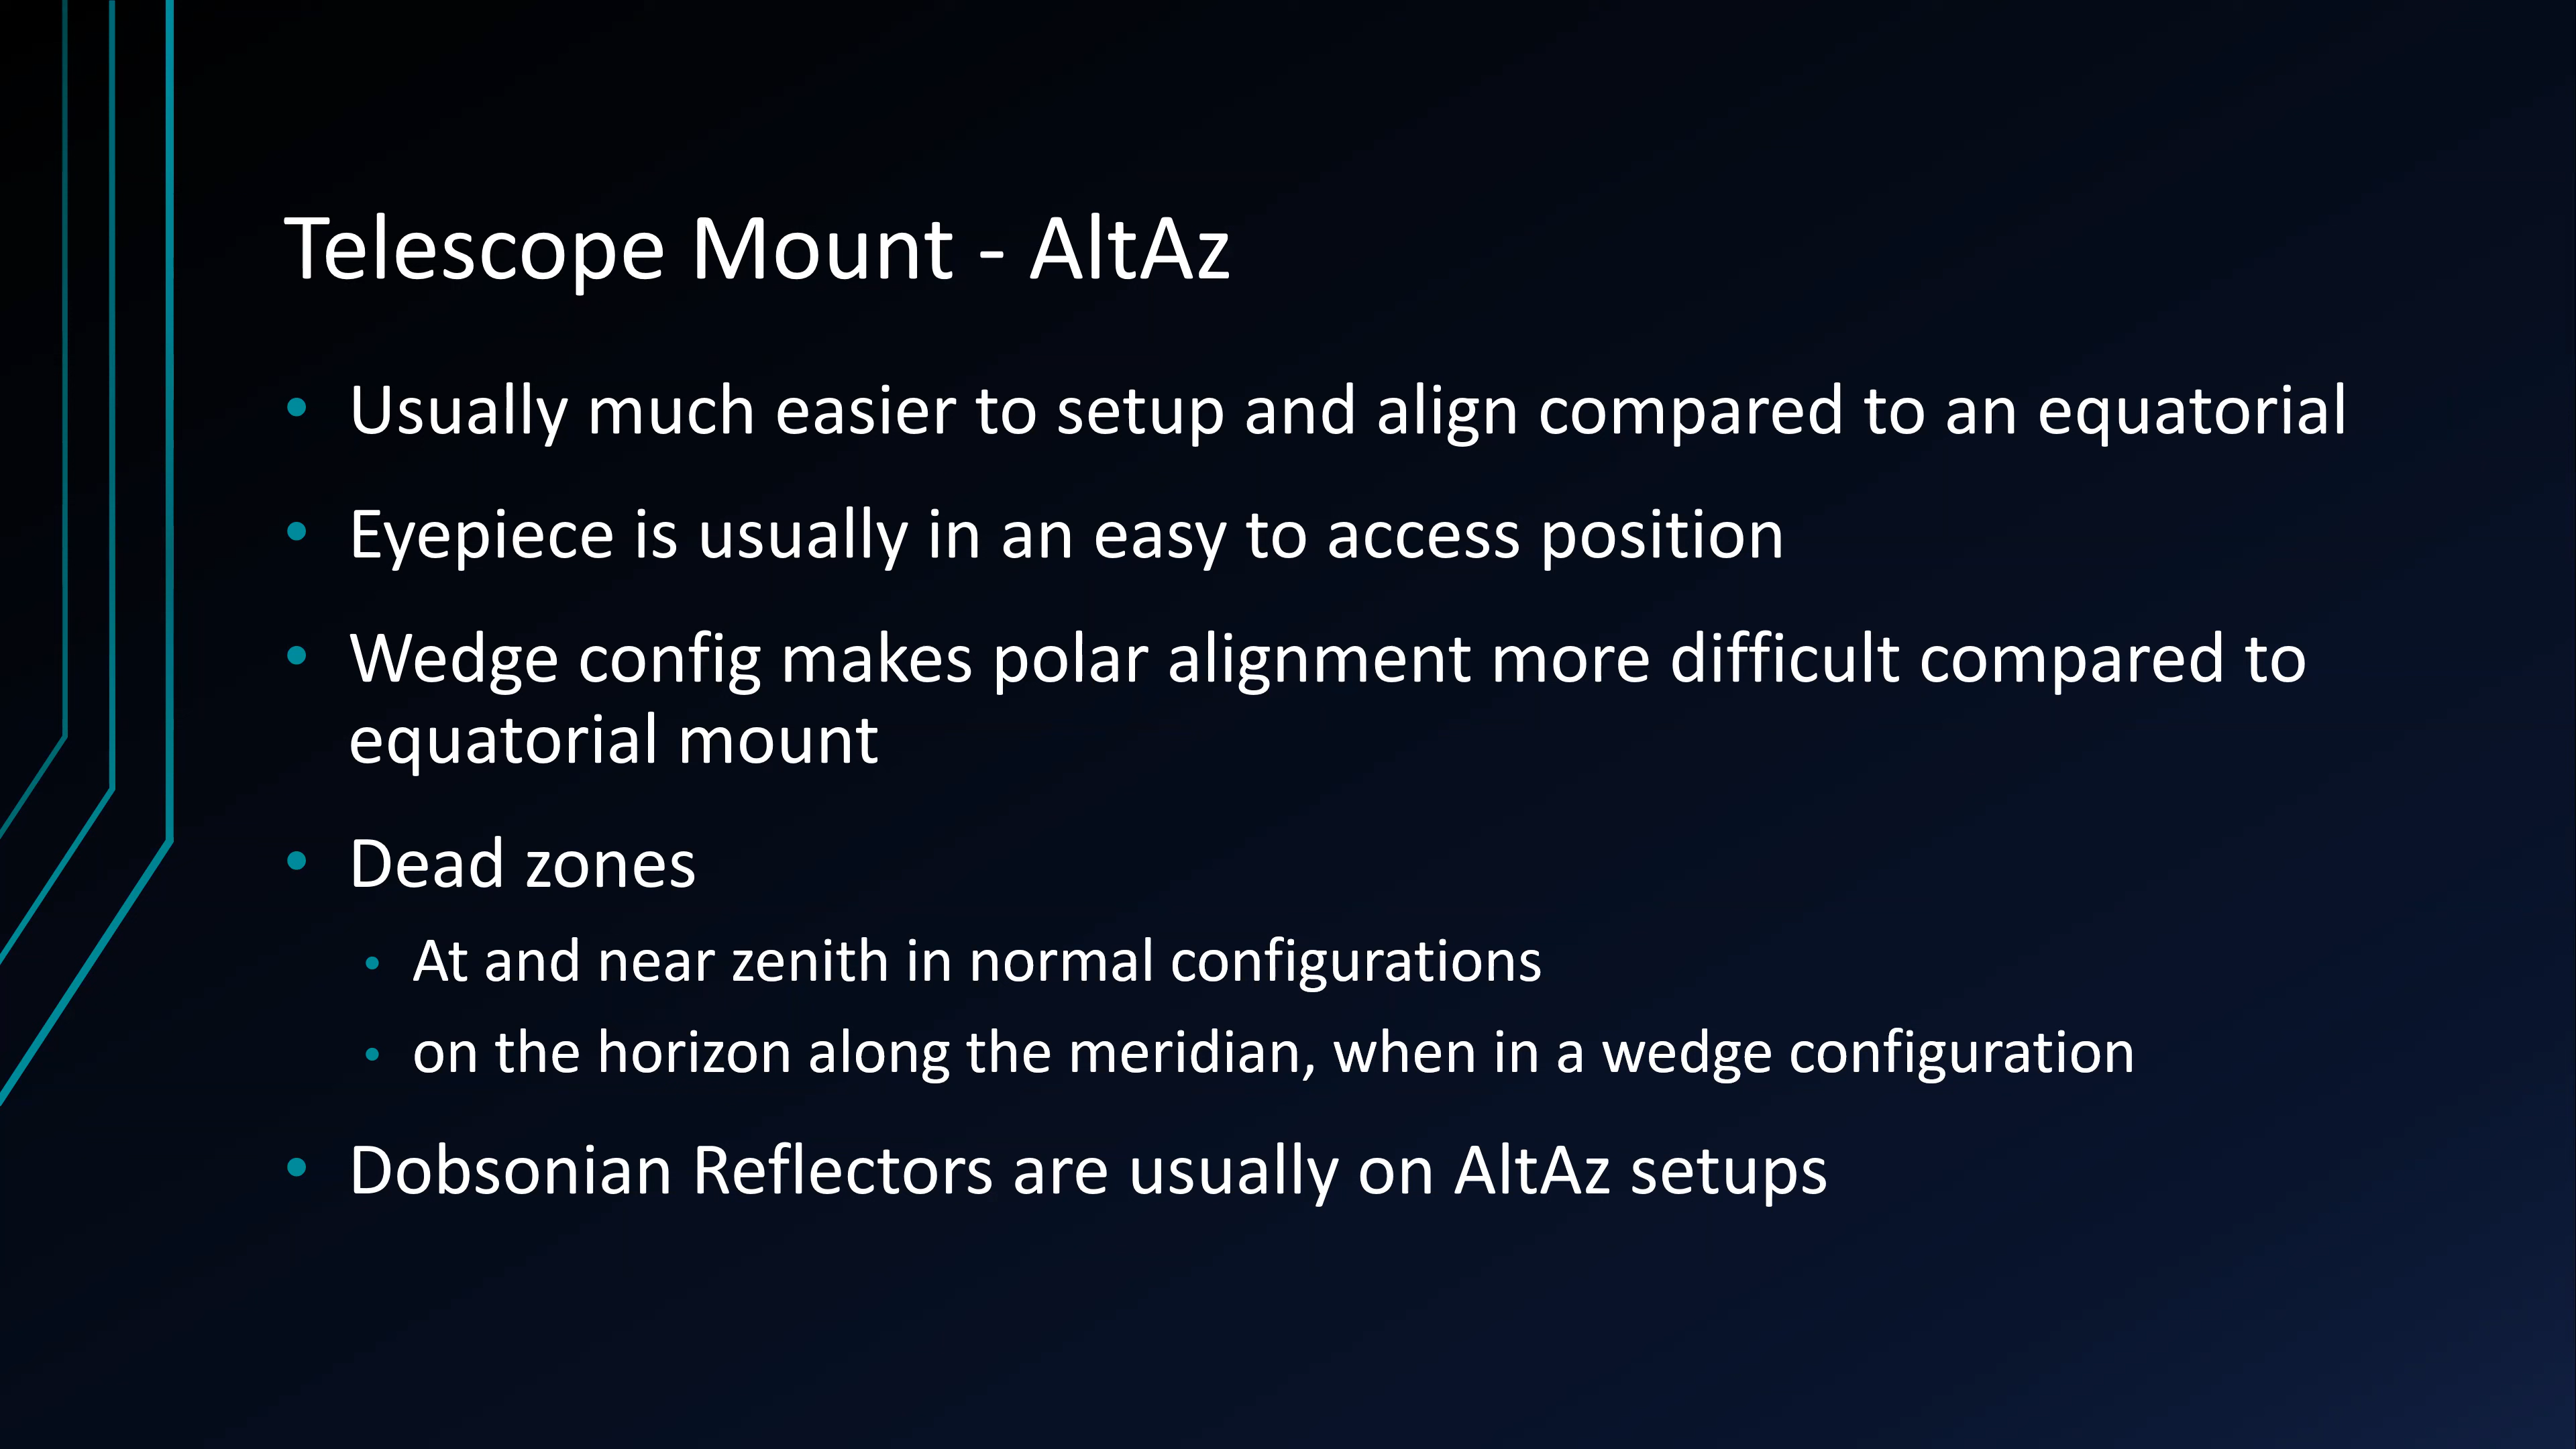 Telescope Mount - AltAz
• Usually much easier to setup and align compared to an equatorial
• Eyepiece is usually in an easy to access position
• Wedge config makes polar alignment more difficult compared to
equatorial mount
• Dead zones
• At and near zenith in normal configurations
• on the horizon along the meridian, when in a wedge configuration
• Dobsonian Reflectors are usually on AltAz setups